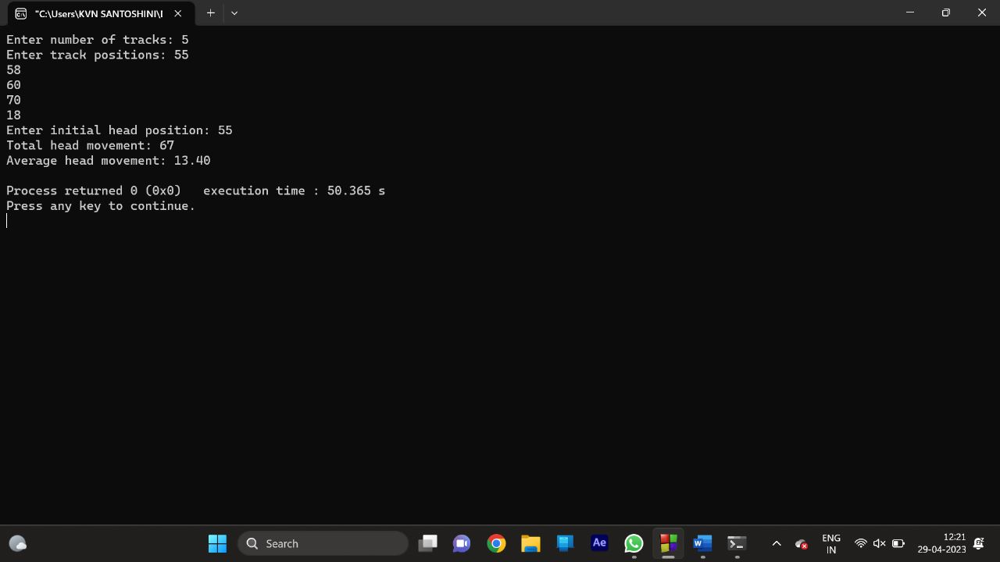 "C:\Users\KVN SANTOSHINI\I
Enter number of tracks: 5
Enter track positions: 55
58
60
70
18
Enter initial head position: 55
Total head movement: 67
Average head movement: 13.40
Process returned 0 (0x0)   execution time : 50.365 s
Press any key to continue.
Search
Ae
W
ENG
IN
12:21
29-04-2023